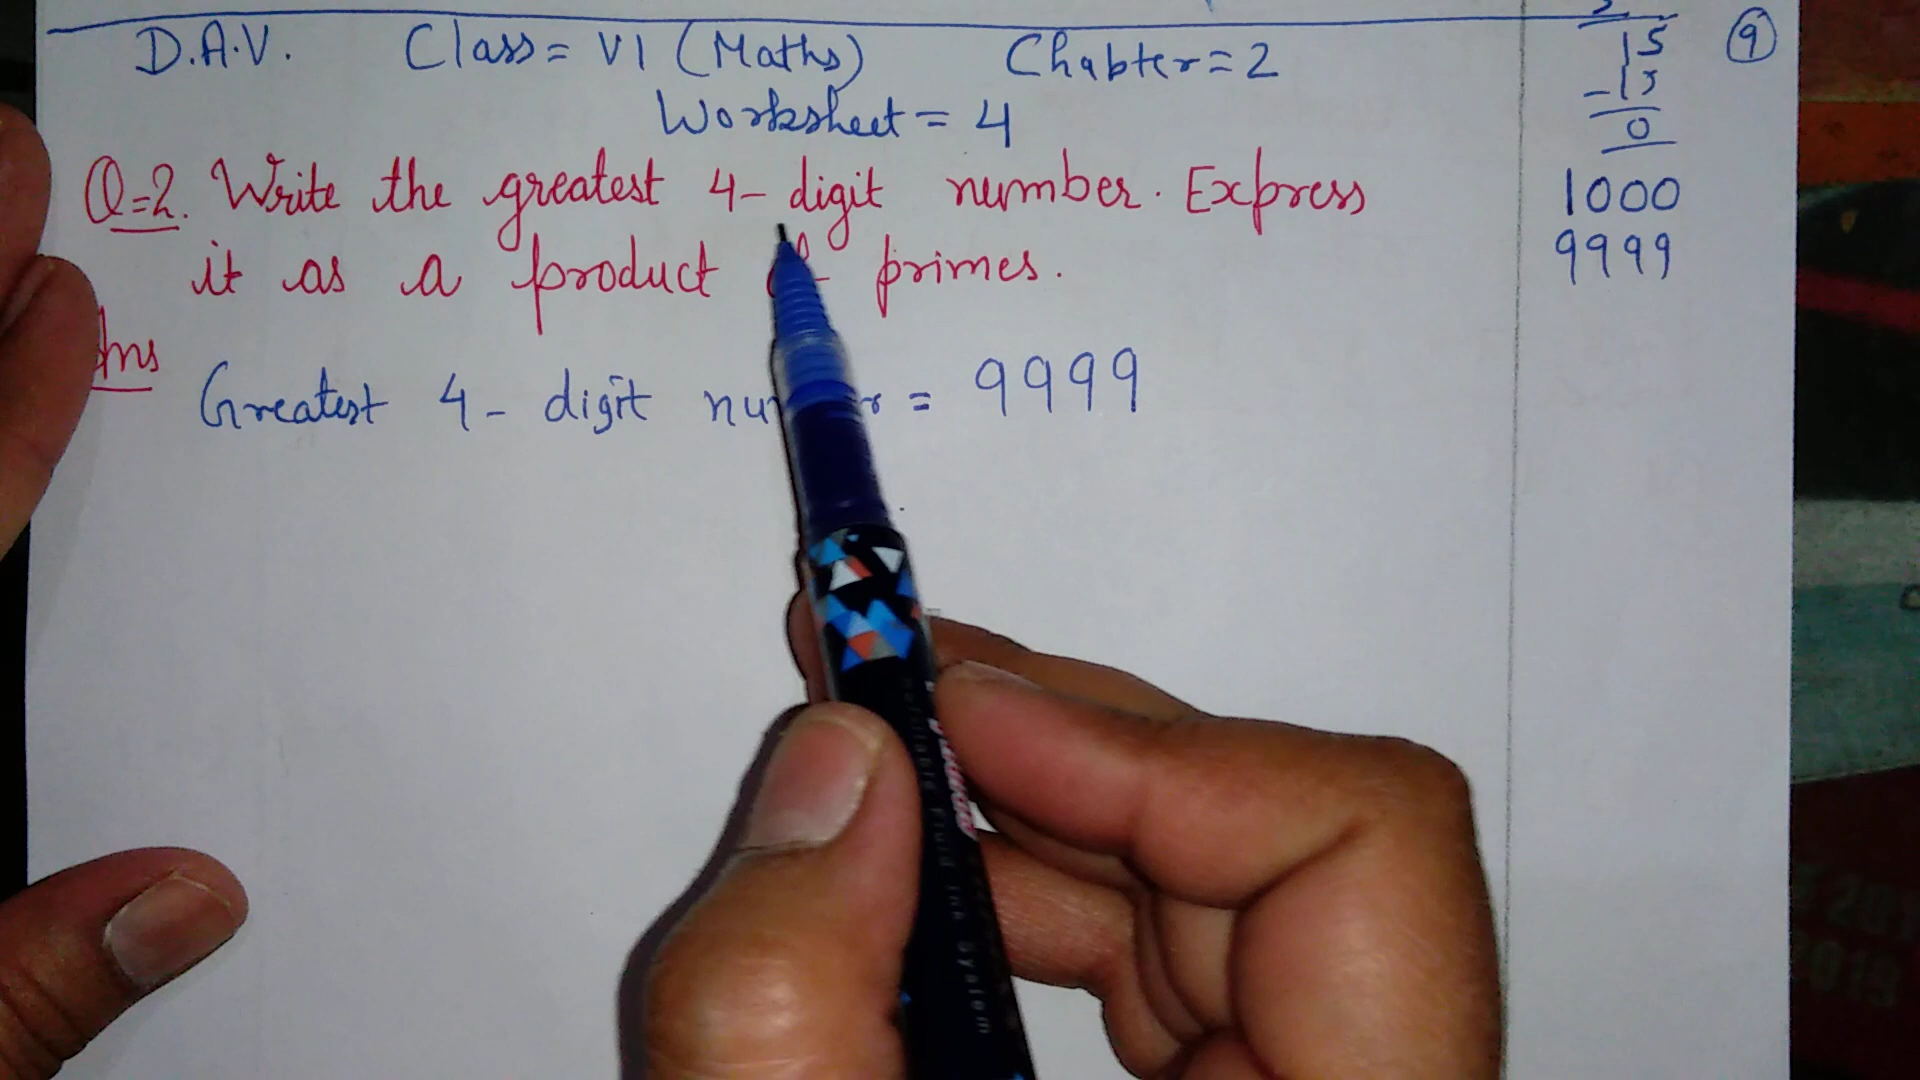 D.A.V. Class = VI (Maths) Chabter = 2
Worksheet = 4
Q=2. Write the greatest 4-digit number. Express
it as a product primes.
Ans
Greatest 4-digit = 9999
9
15
-15
0
1000
9999